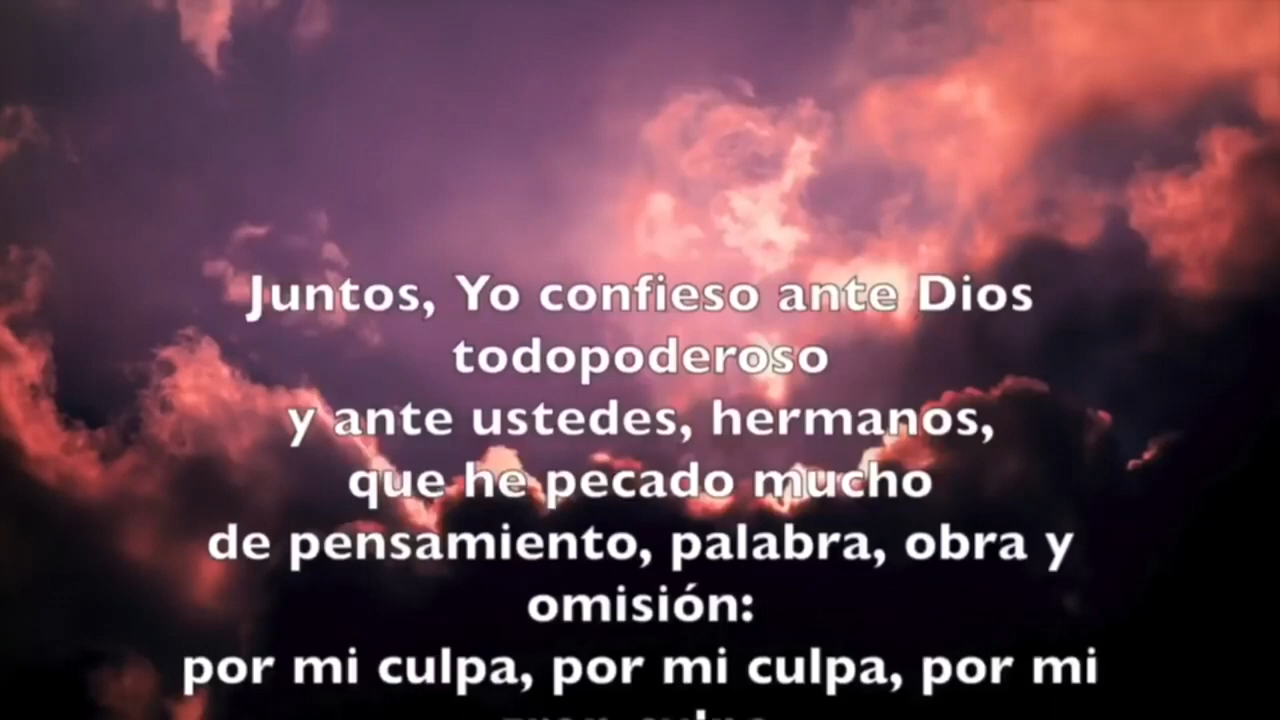 Juntos, Yo confieso ante Dios
todopoderoso
y ante ustedes, hermanos,
que he pecado mucho
de pensamiento, palabra, obra y
omisión:
por mi culpa, por mi culpa, por mi